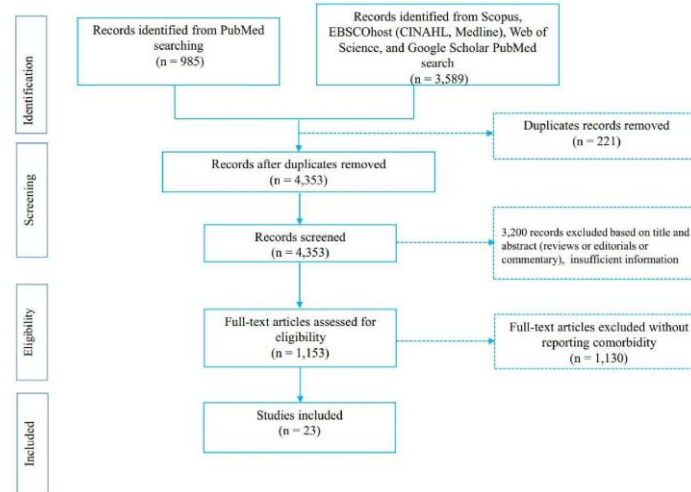 Records identified from PubMed
searching
(n = 985)
Records identified from Scopus,
EBSCOhost (CINAHL, Medline), Web of
Science, and Google Scholar PubMed
search
(n = 3,589)
Identification
Duplicates records removed
(n = 221)
Records after duplicates removed
(n = 4,353)
Screening
Records screened
(n = 4,353)
3,200 records excluded based on title and
abstract (reviews or editorials or
commentary), insufficient information
Full-text articles assessed for
eligibility
(n = 1,153)
Eligibility
Full-text articles excluded without
reporting comorbidity
(n = 1,130)
Studies included
(n = 23)
Included